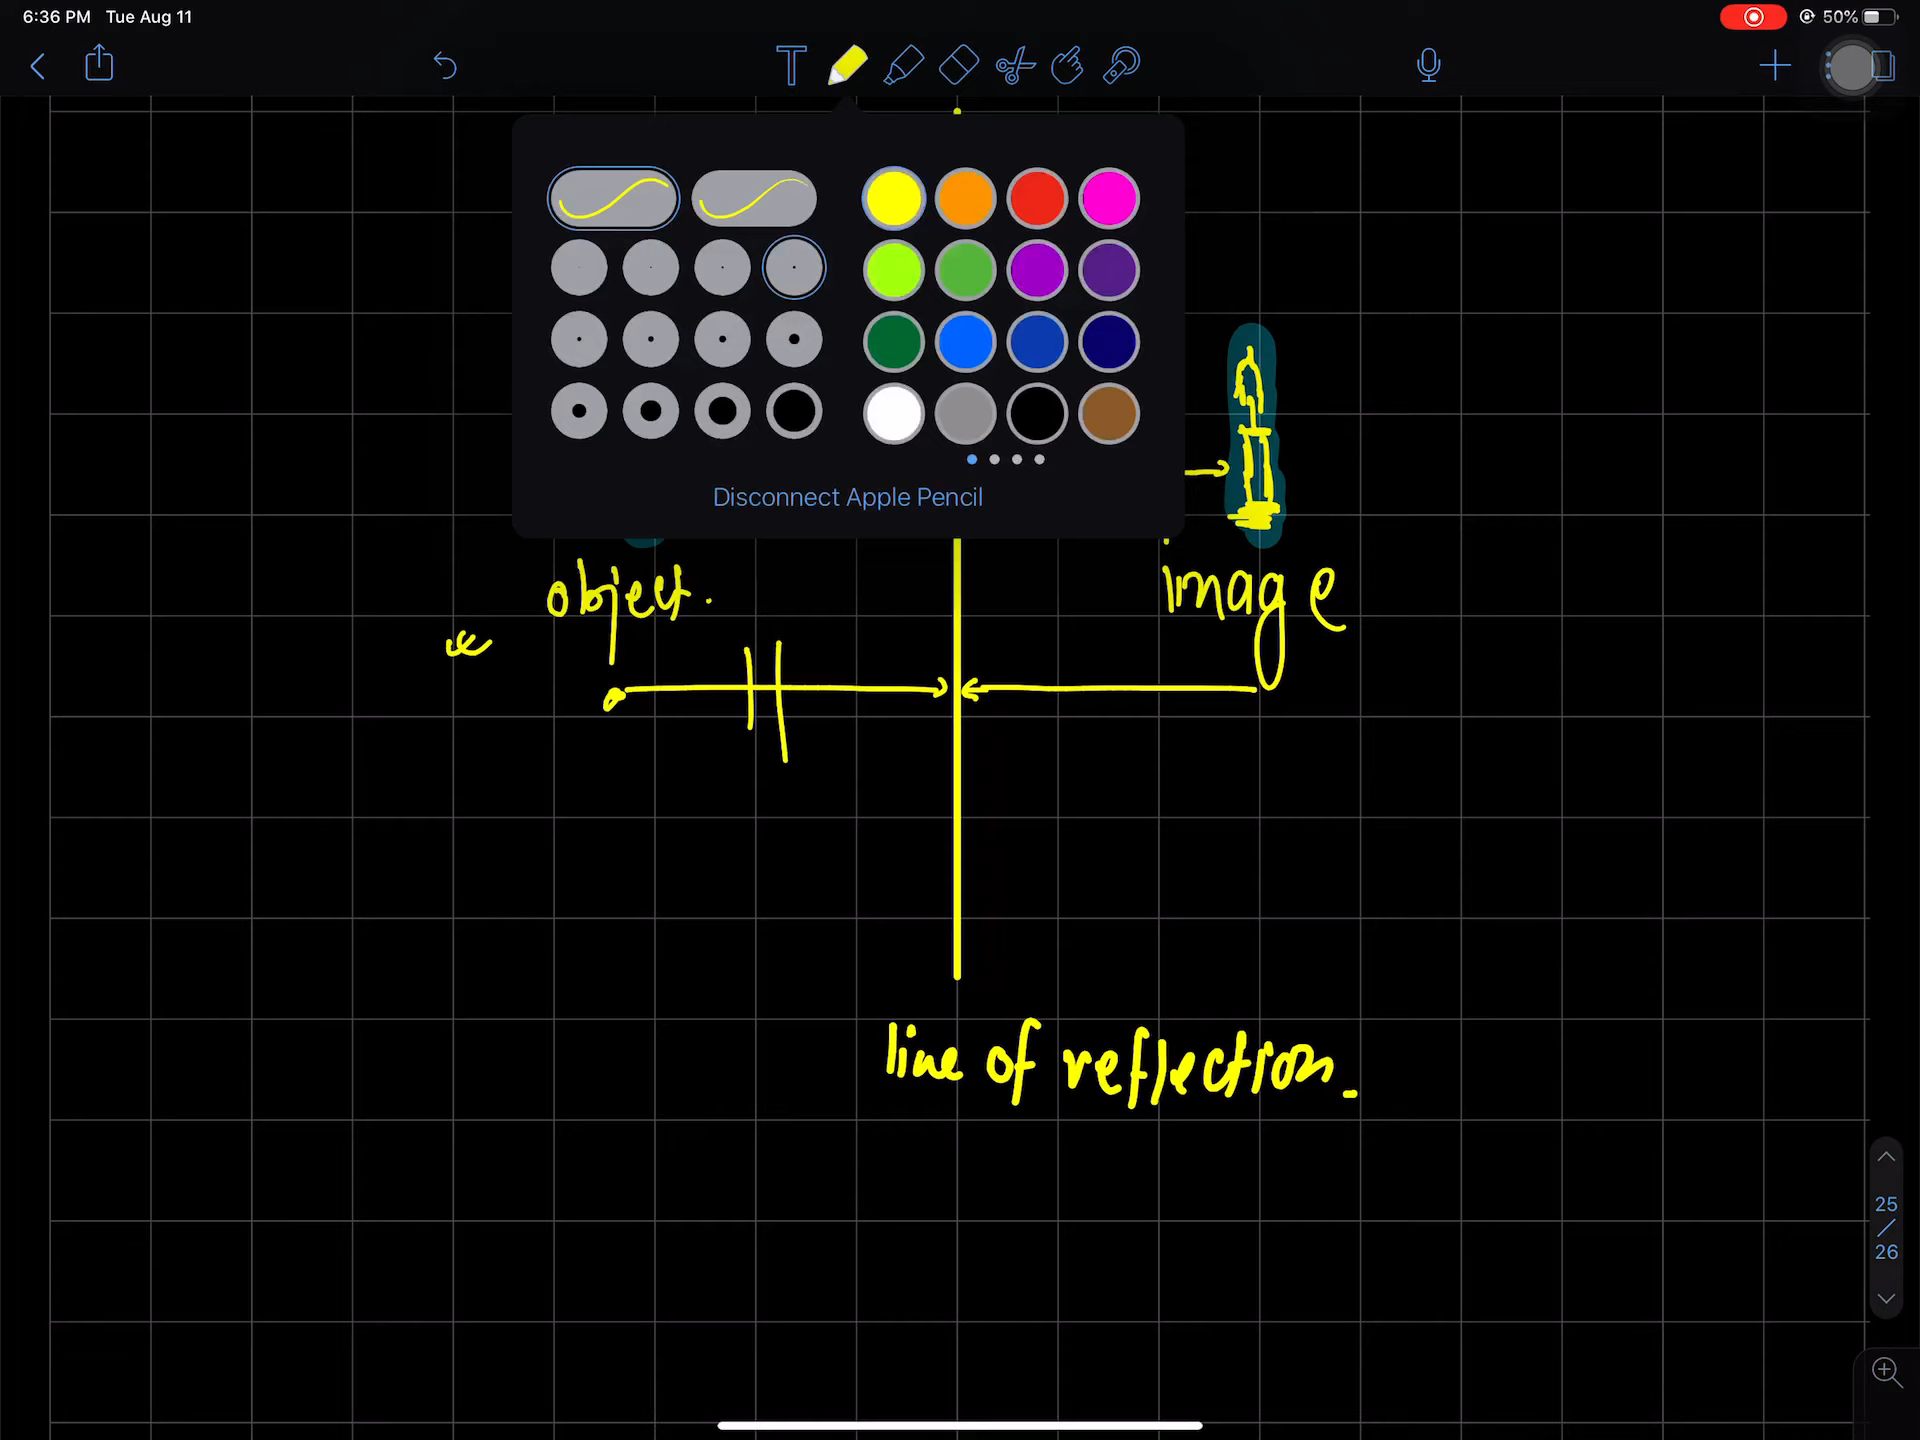 6:36 PM Tue Aug 11
50%
T
Disconnect Apple Pencil
object.
image
line of reflection.
25
/
26